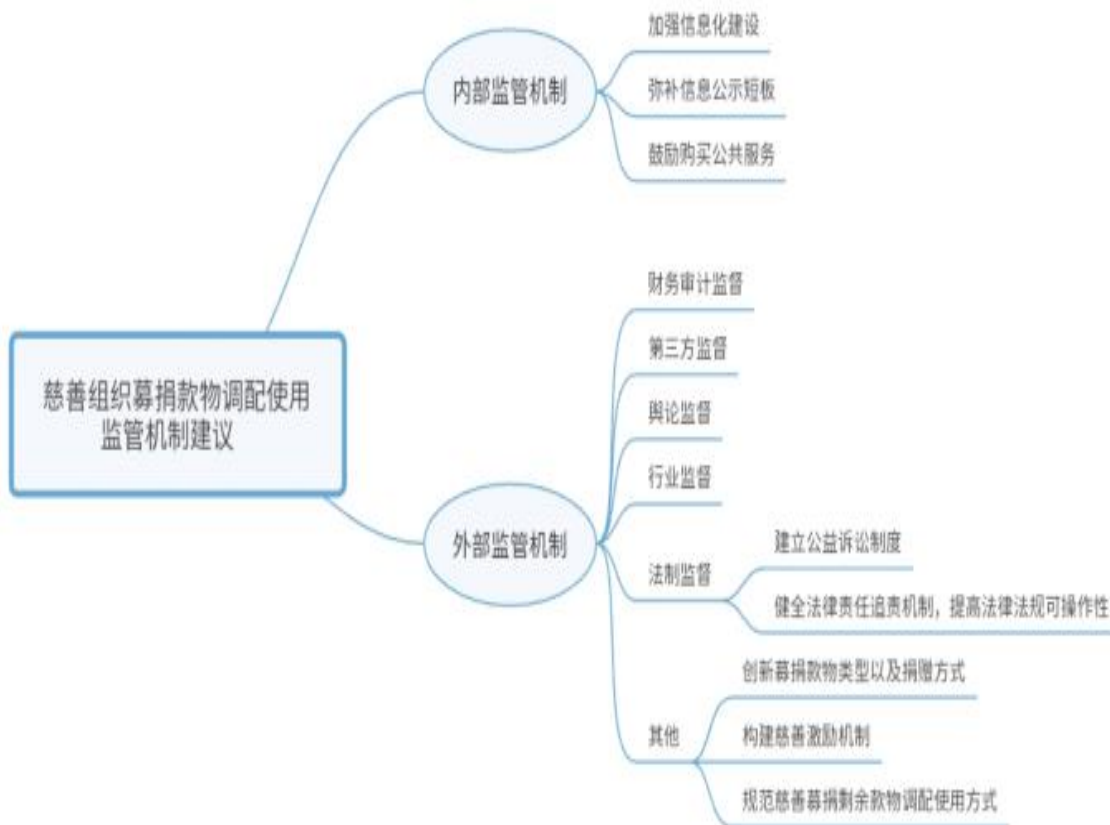 慈善组织募捐款物调配使用
监管机制建议
内部监管机制
加强信息化建设
弥补信息公示短板
鼓励购买公共服务
外部监管机制
财务审计监督
第三方监督
舆论监督
行业监督
法制监督
建立公益诉讼制度
健全法律责任追责机制，提高法律法规可操作性
其他
创新募捐款物类型以及捐赠方式
构建慈善激励机制
规范慈善募捐剩余款物调配使用方式